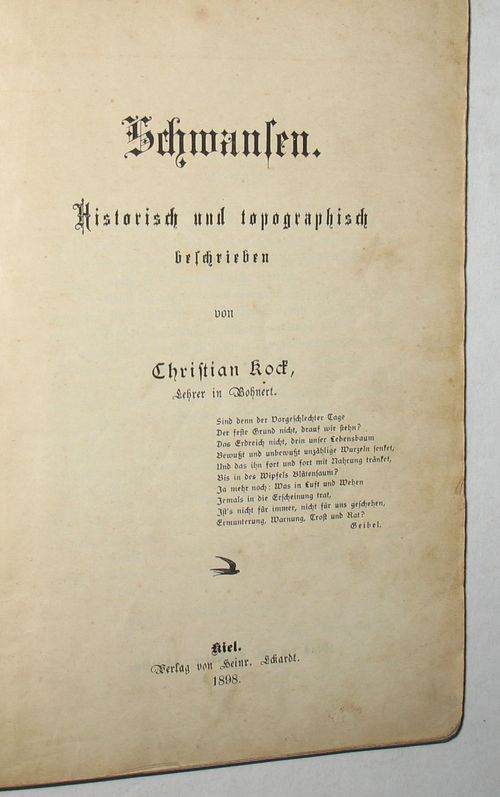 Schwanſen.
Hiſtoriſch und topographiſch
beſchrieben
von
Chriſtian Kock,
Lehrer in Bohnert.
Sind denn der Vorgeſchlechter Tage
Der feſte Grund nicht, drauf wir ſtehn?
Das Erdreich nicht, drin unſer Lebensbaum
Bewußt und unbewußt unzählige Wurzeln ſenket,
Und das ihn fort und fort mit Nahrung tränket,
Bis in des Wipfels Blütenſaum?
Ja mehr noch: Was in Luft und Wehen
Jemals in die Erſcheinung trat,
Iſt's nicht für immer, nicht für uns geſchehen,
Ermunterung, Warnung, Troſt und Rat?
Geibel.
Kiel.
Verlag von Heinr. Eckardt.
1898.